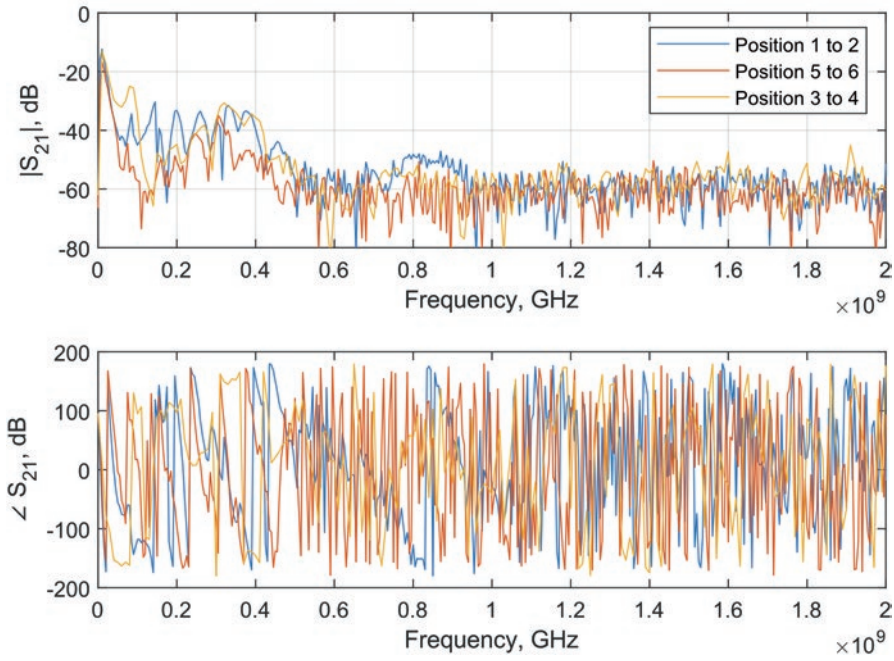 0
-20
-40
-60
-80
|S21|, dB
Position 1 to 2
Position 5 to 6
Position 3 to 4
0 0.2 0.4 0.6 0.8 1 1.2 1.4 1.6 1.8 2
Frequency, GHz
×10^9
200
100
0
-100
-200
∠ S21, dB
0 0.2 0.4 0.6 0.8 1 1.2 1.4 1.6 1.8 2
Frequency, GHz
×10^9